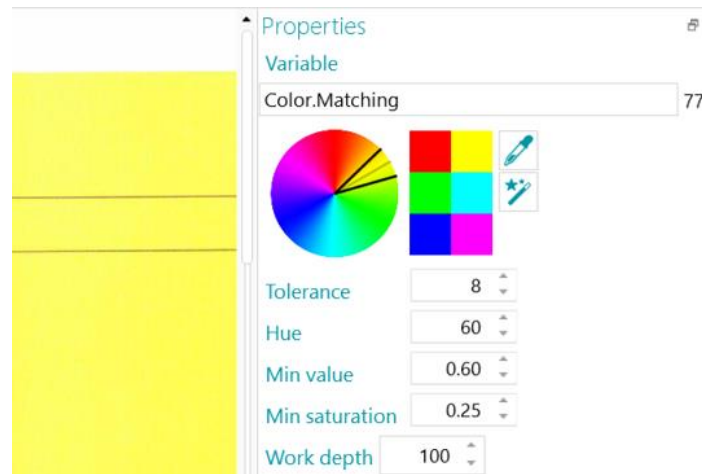 Properties
Variable
Color.Matching 77
Tolerance 8
Hue 60
Min value 0.60
Min saturation 0.25
Work depth 100